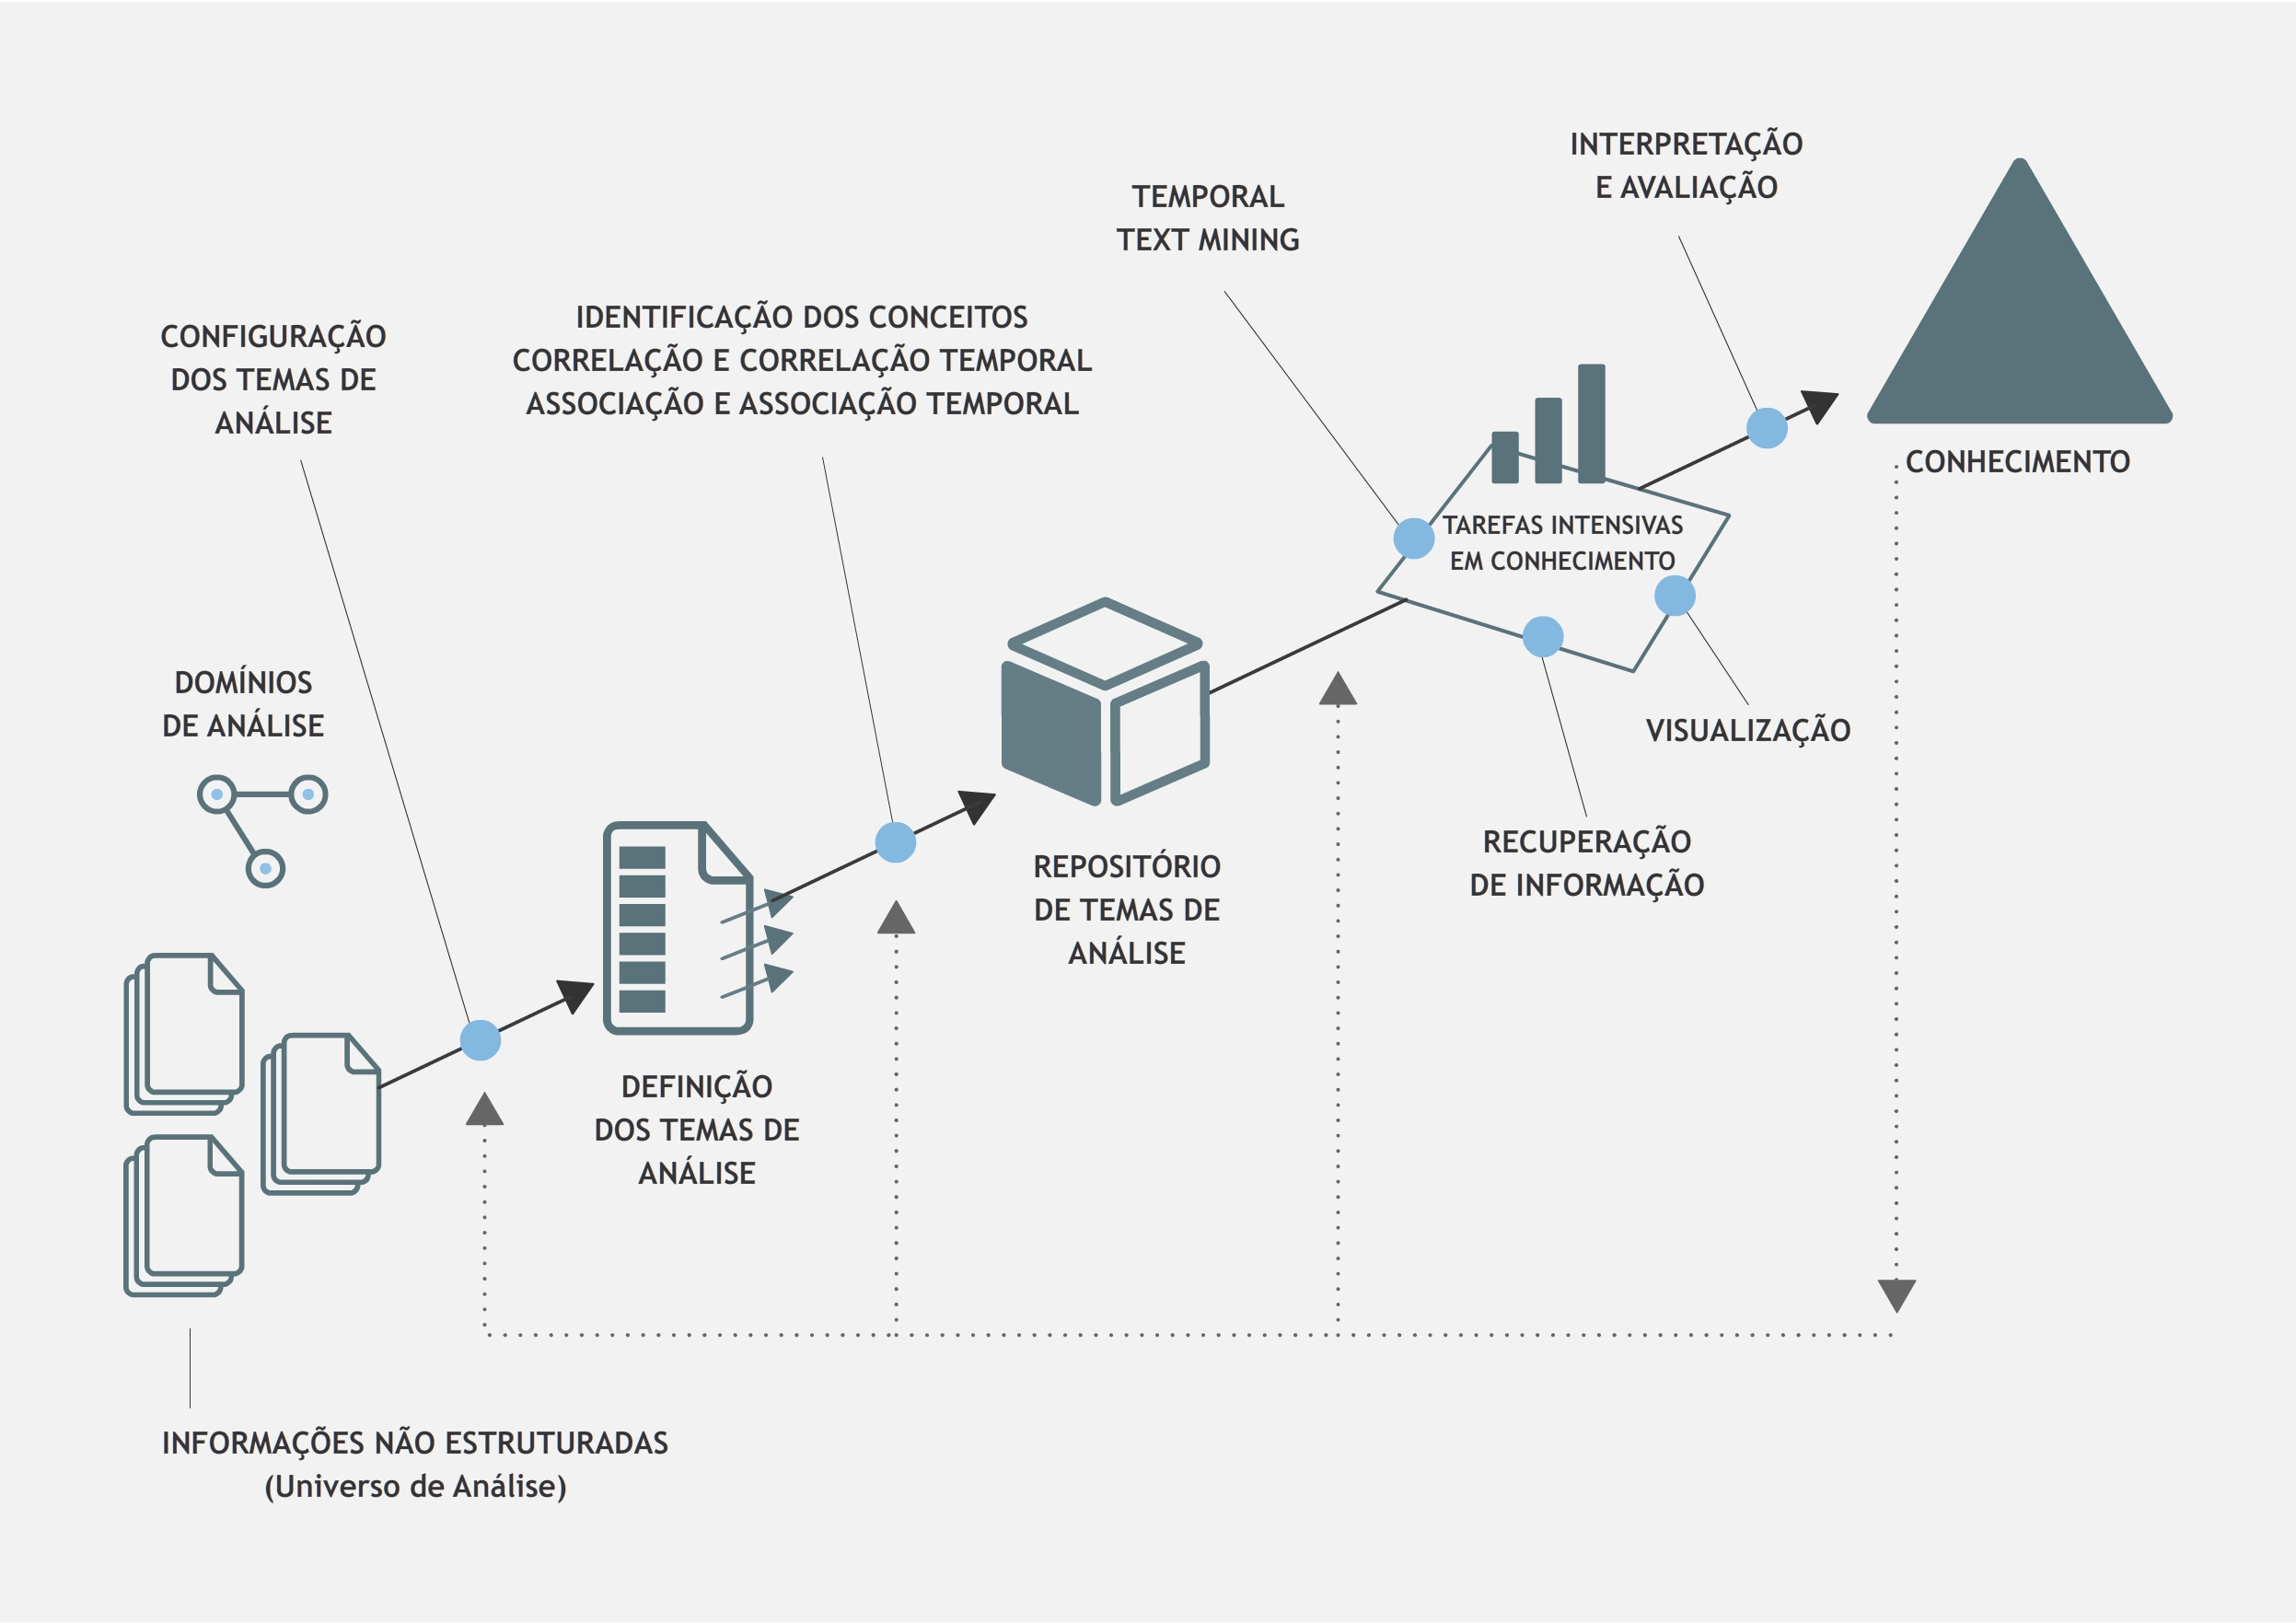 INTERPRETAÇÃO
E AVALIAÇÃO
TEMPORAL
TEXT MINING
IDENTIFICAÇÃO DOS CONCEITOS
CORRELAÇÃO E CORRELAÇÃO TEMPORAL
ASSOCIAÇÃO E ASSOCIAÇÃO TEMPORAL
CONFIGURAÇÃO
DOS TEMAS DE
ANÁLISE
CONHECIMENTO
TAREFAS INTENSIVAS
EM CONHECIMENTO
DOMÍNIOS
DE ANÁLISE
VISUALIZAÇÃO
RECUPERAÇÃO
DE INFORMAÇÃO
REPOSITÓRIO
DE TEMAS DE
ANÁLISE
DEFINIÇÃO
DOS TEMAS DE
ANÁLISE
INFORMAÇÕES NÃO ESTRUTURADAS
(Universo de Análise)